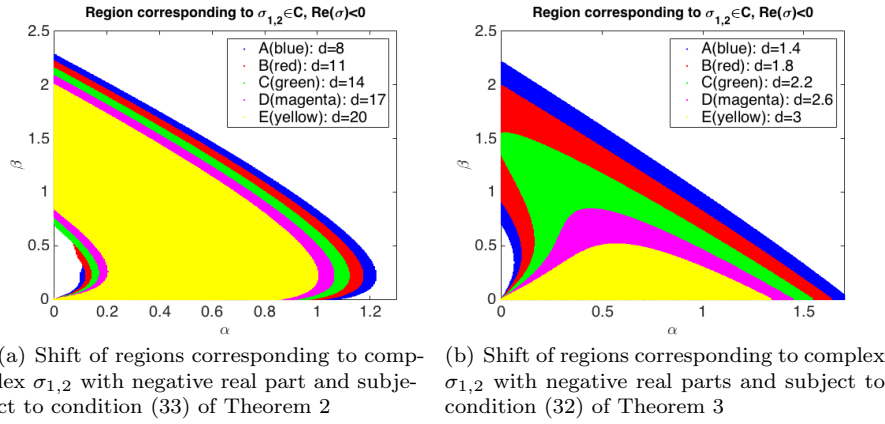 Region corresponding to σ1,2∈C, Re(σ)<0
2.5
2
1.5
1
0.5
0
β
0
0.2
0.4
0.6
0.8
1
1.2
α
A(blue): d=8
B(red): d=11
C(green): d=14
D(magenta): d=17
E(yellow): d=20
Region corresponding to σ1,2∈C, Re(σ)<0
2.5
2
1.5
1
0.5
0
β
0
0.5
1
1.5
α
A(blue): d=1.4
B(red): d=1.8
C(green): d=2.2
D(magenta): d=2.6
E(yellow): d=3
(a) Shift of regions corresponding to comp-
lex σ1,2 with negative real part and subje-
ct to condition (33) of Theorem 2
(b) Shift of regions corresponding to complex
σ1,2 with negative real parts and subject to
condition (32) of Theorem 3